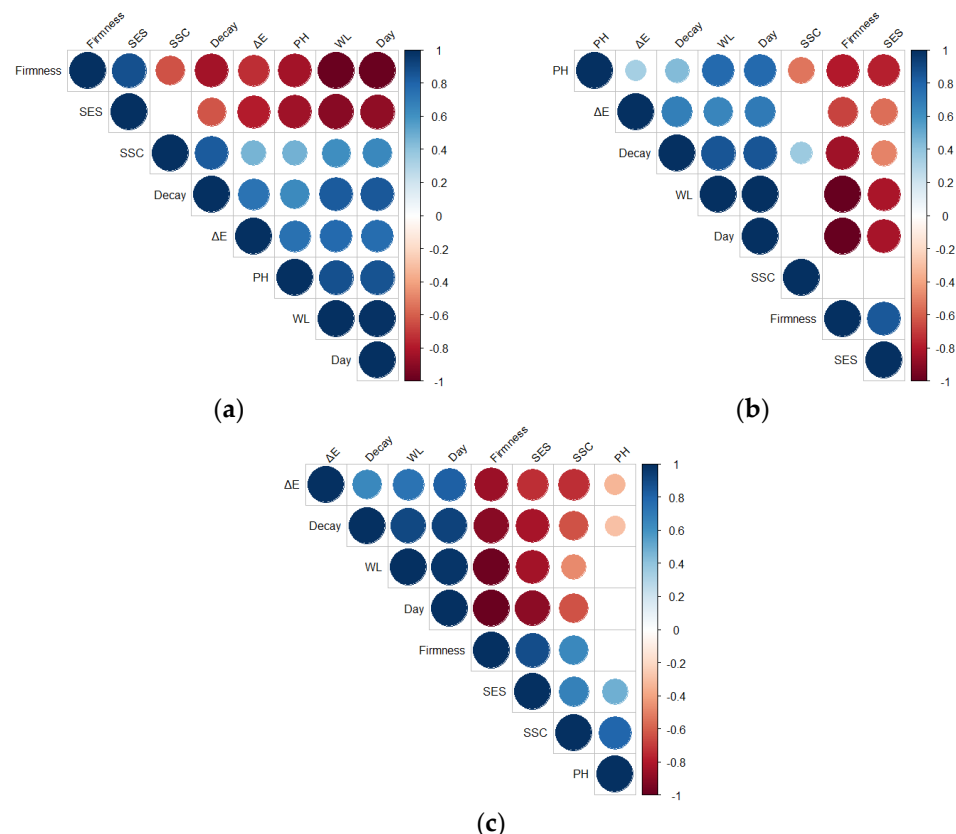 Firmness SES SSC Decay ΔE PH WL Day
Firmness
SES
SSC
Decay
ΔE
PH
WL
Day
1
0.8
0.6
0.4
0.2
0
-0.2
-0.4
-0.6
-0.8
-1
(a)
(b)
PH ΔE Decay WL Day SSC Firmness SES
PH
ΔE
Decay
WL
Day
SSC
Firmness
SES
1
0.8
0.6
0.4
0.2
0
-0.2
-0.4
-0.6
-0.8
-1
ΔE Decay WL Day Firmness SES SSC PH
ΔE
Decay
WL
Day
Firmness
SES
SSC
PH
1
0.8
0.6
0.4
0.2
0
-0.2
-0.4
-0.6
-0.8
-1
(c)
(b)